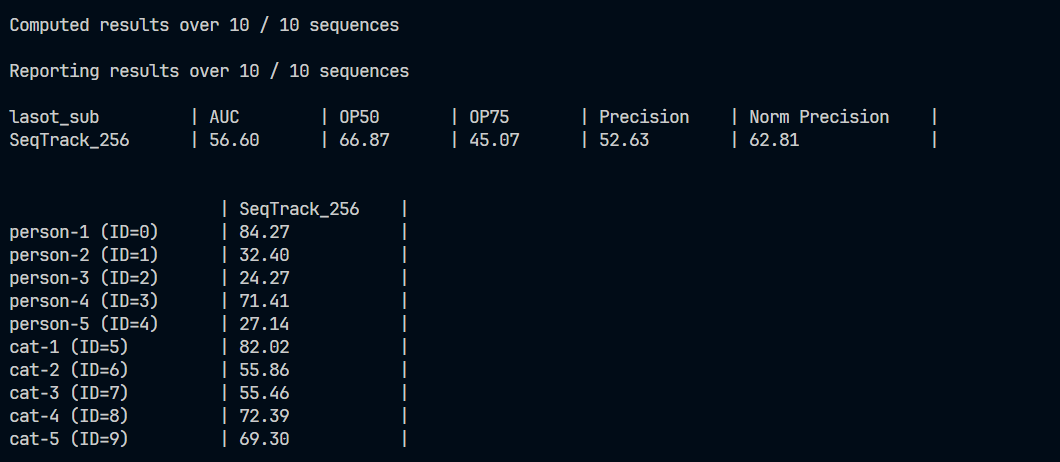 Computed results over 10 / 10 sequences
Reporting results over 10 / 10 sequences
lasot_sub | AUC | OP50 | OP75 | Precision | Norm Precision |
SeqTrack_256 | 56.60 | 66.87 | 45.07 | 52.63 | 62.81 |
| SeqTrack_256 |
person-1 (ID=0) | 84.27 |
person-2 (ID=1) | 32.40 |
person-3 (ID=2) | 24.27 |
person-4 (ID=3) | 71.41 |
person-5 (ID=4) | 27.14 |
cat-1 (ID=5) | 82.02 |
cat-2 (ID=6) | 55.86 |
cat-3 (ID=7) | 55.46 |
cat-4 (ID=8) | 72.39 |
cat-5 (ID=9) | 69.30 |